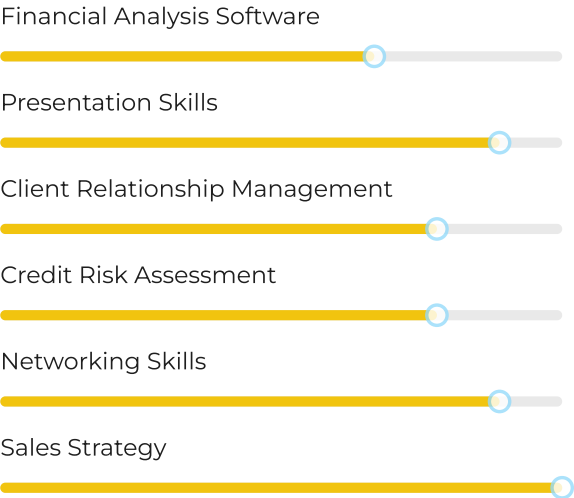 Financial Analysis Software
Presentation Skills
Client Relationship Management
Credit Risk Assessment
Networking Skills
Sales Strategy